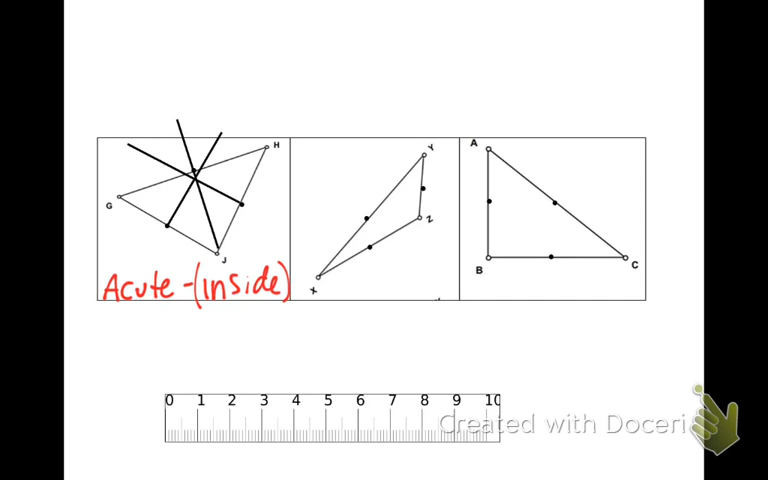 H
G
J
Acute - (inside)
Y
Z
X
A
B
C
0 1 2 3 4 5 6 7 8 9 10
Created with Doceri